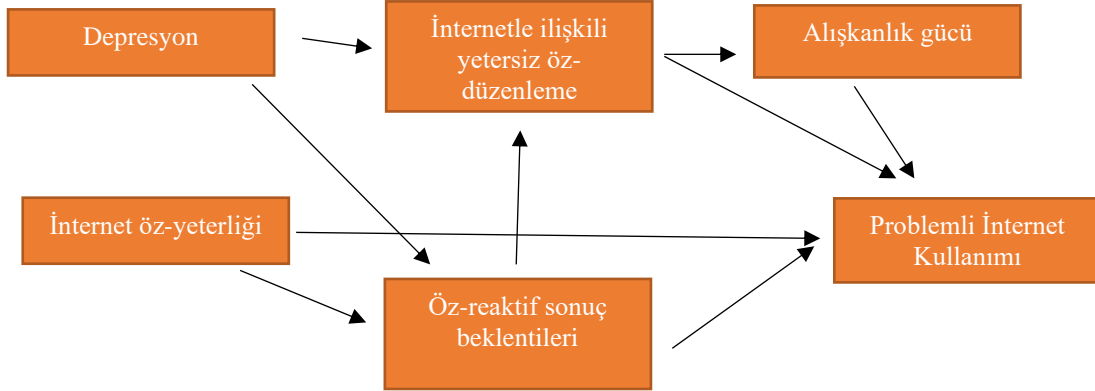 Depresyon
İnternetle ilişkili
yetersiz öz-
düzenleme
Alışkanlık gücü
İnternet öz-yeterliği
Problemli İnternet
Kullanımı
Öz-reaktif sonuç
beklentileri